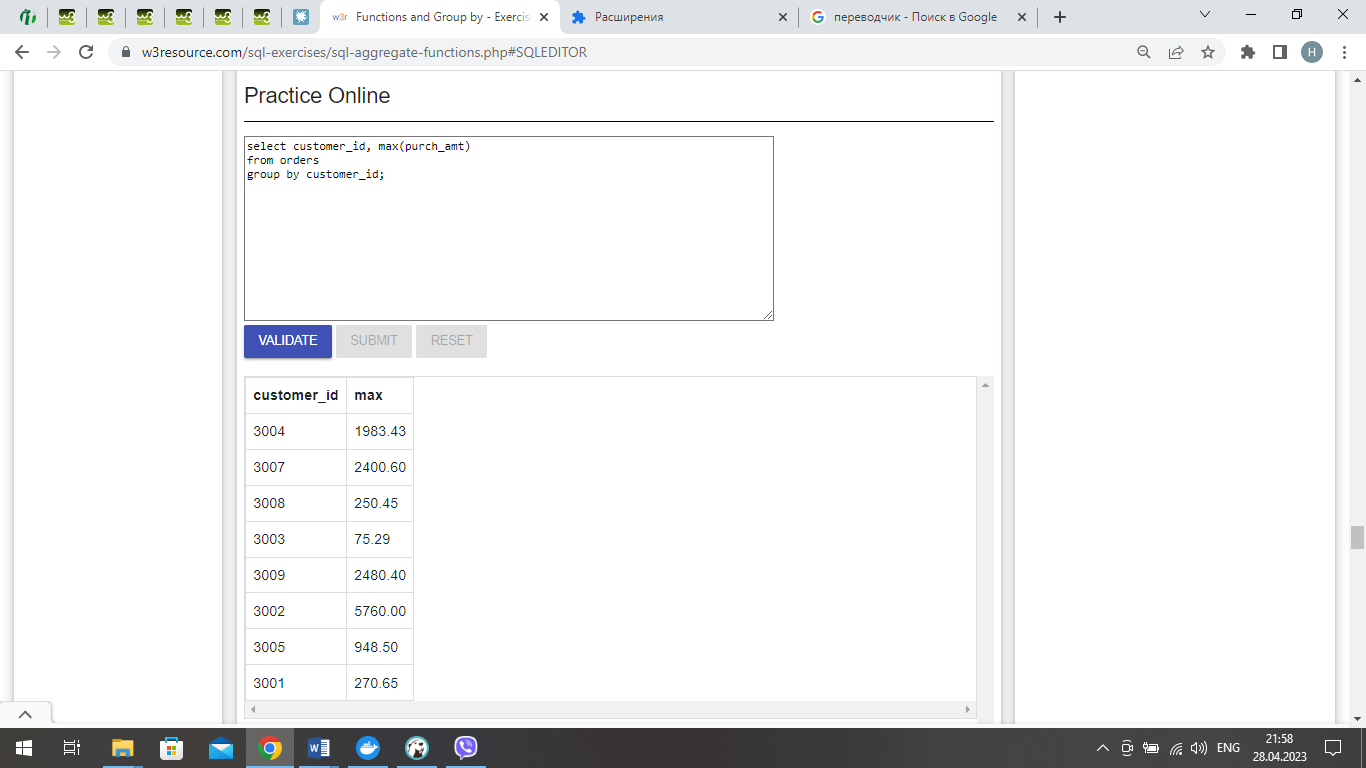 w3r Functions and Group by - Exercis
Расширения
переводчик - Поиск в Google
w3resource.com/sql-exercises/sql-aggregate-functions.php#SQLEDITOR
H
Practice Online
select customer_id, max(purch_amt)
from orders
group by customer_id;
VALIDATE SUBMIT RESET
customer_id max
3004 1983.43
3007 2400.60
3008 250.45
3003 75.29
3009 2480.40
3002 5760.00
3005 948.50
3001 270.65
ENG
21:58
28.04.2023